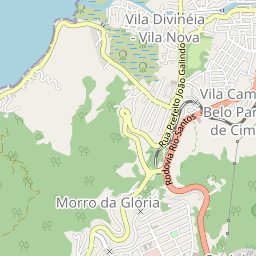 Vila Divinéia
Vila Nova
Rua Prefeito João Galindo
Vila Cam
Belo Par
de Cim
Rodovia Rio-Santos
Morro da Glória